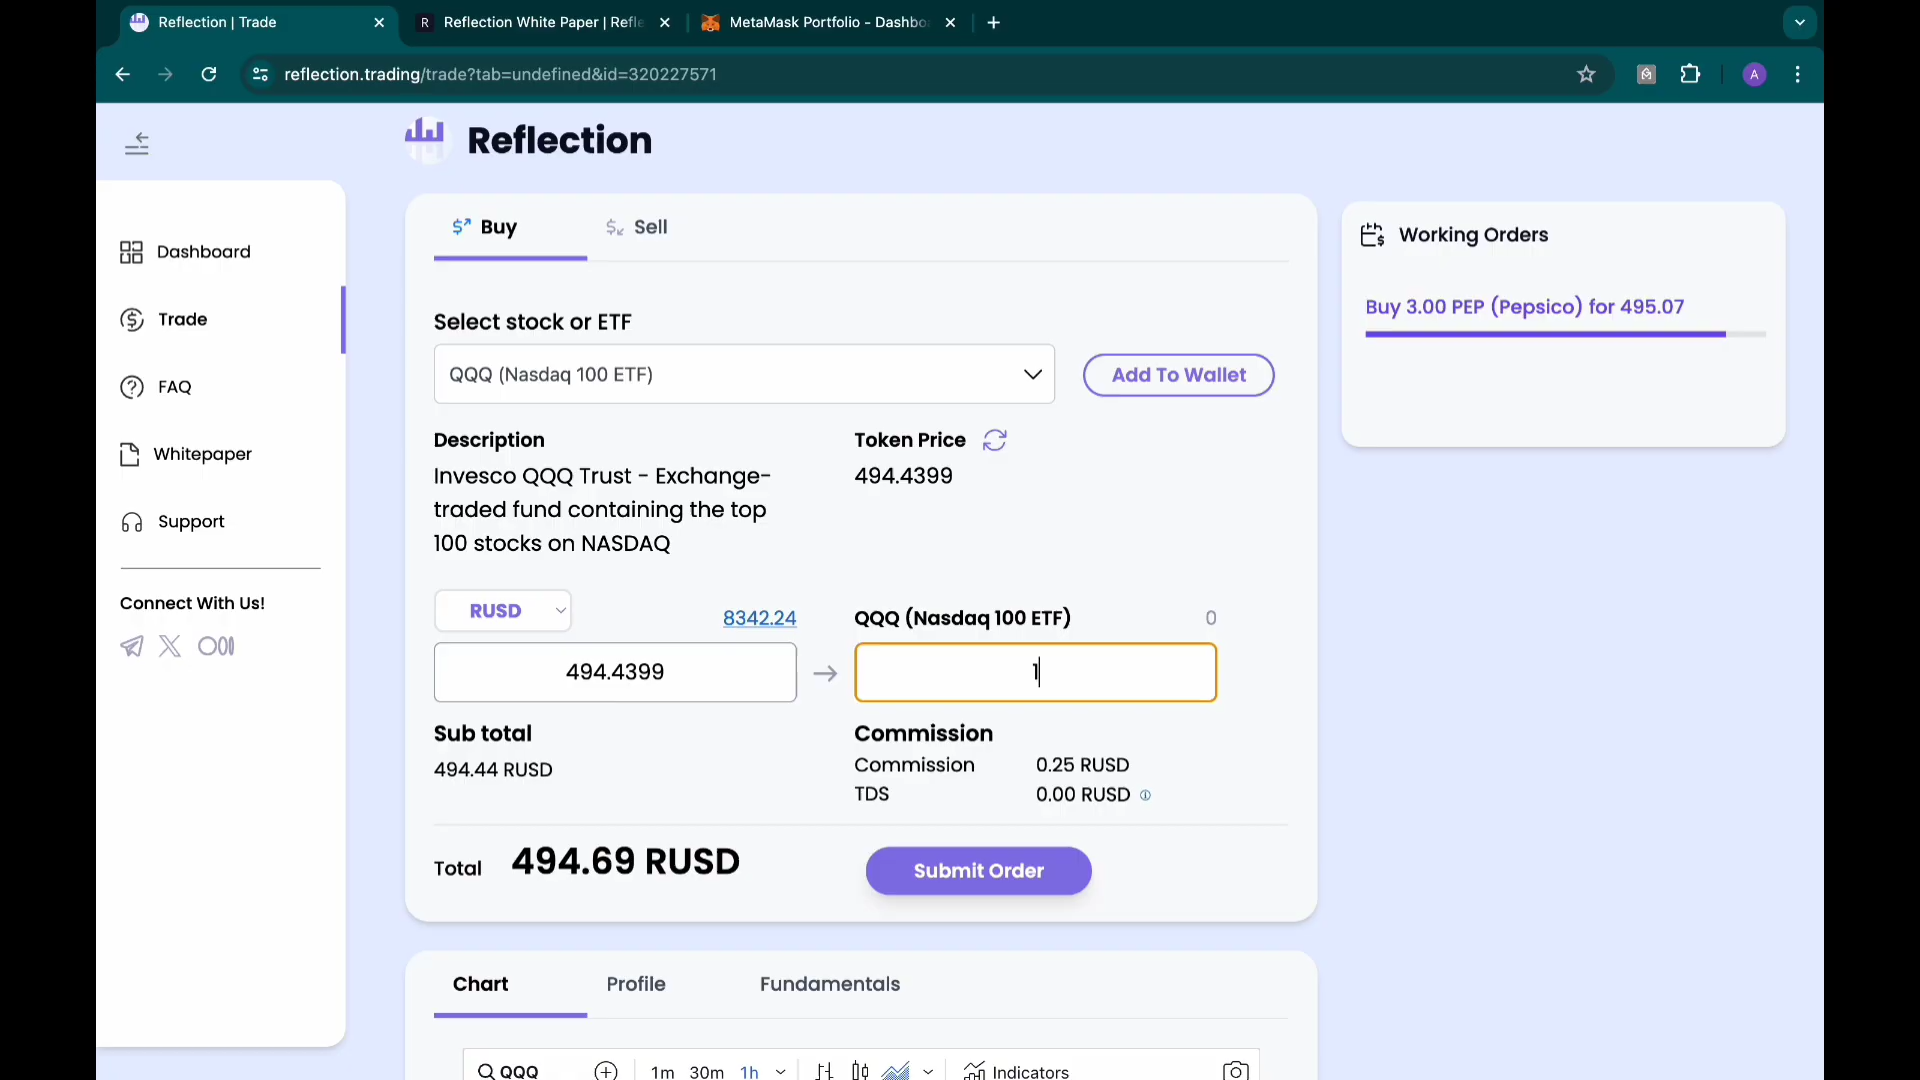 Reflection | Trade
R Reflection White Paper | Refle
MetaMask Portfolio - Dashbo
reflection.trading/trade?tab=undefined&id=320227571
A
Reflection
Dashboard
Trade
FAQ
Whitepaper
Support
Connect With Us!
Buy
Sell
Select stock or ETF
QQQ (Nasdaq 100 ETF)
Add To Wallet
Description
Invesco QQQ Trust - Exchange-
traded fund containing the top
100 stocks on NASDAQ
Token Price
494.4399
RUSD
8342.24
QQQ (Nasdaq 100 ETF)
0
494.4399
1
Sub total
494.44 RUSD
Commission
Commission 0.25 RUSD
TDS 0.00 RUSD
Total 494.69 RUSD
Submit Order
Working Orders
Buy 3.00 PEP (Pepsico) for 495.07
Chart
Profile
Fundamentals
QQQ
1m 30m 1h
Indicators